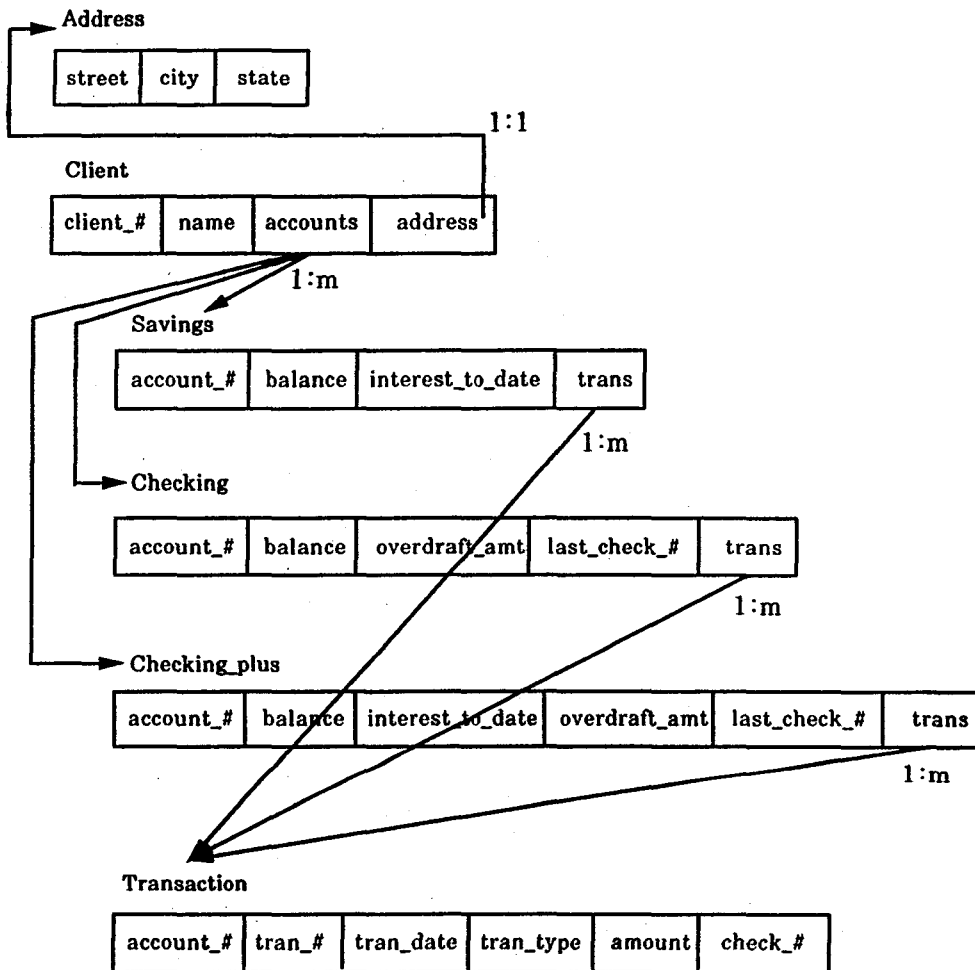 Address
street city state
1:1
Client
client_# name accounts address
1:m
Savings
account_# balance interest_to_date trans
1:m
Checking
account_# balance overdraft_amt last_check_# trans
1:m
Checking_plus
account_# balance interest_to_date overdraft_amt last_check_# trans
1:m
Transaction
account_# tran_# tran_date tran_type amount check_#